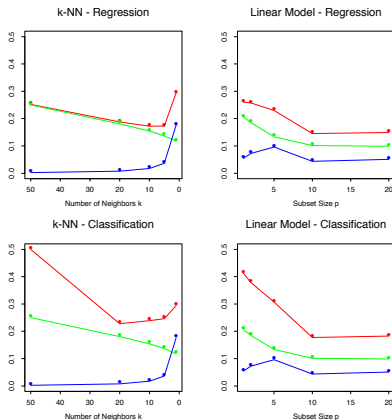 k-NN - Regression
Linear Model - Regression
0.5
0.4
0.3
0.2
0.1
0.0
50 40 30 20 10 0
Number of Neighbors k
0.5
0.4
0.3
0.2
0.1
0.0
5 10 15 20
Subset Size p
k-NN - Classification
Linear Model - Classification
0.5
0.4
0.3
0.2
0.1
0.0
50 40 30 20 10 0
Number of Neighbors k
0.5
0.4
0.3
0.2
0.1
0.0
5 10 15 20
Subset Size p